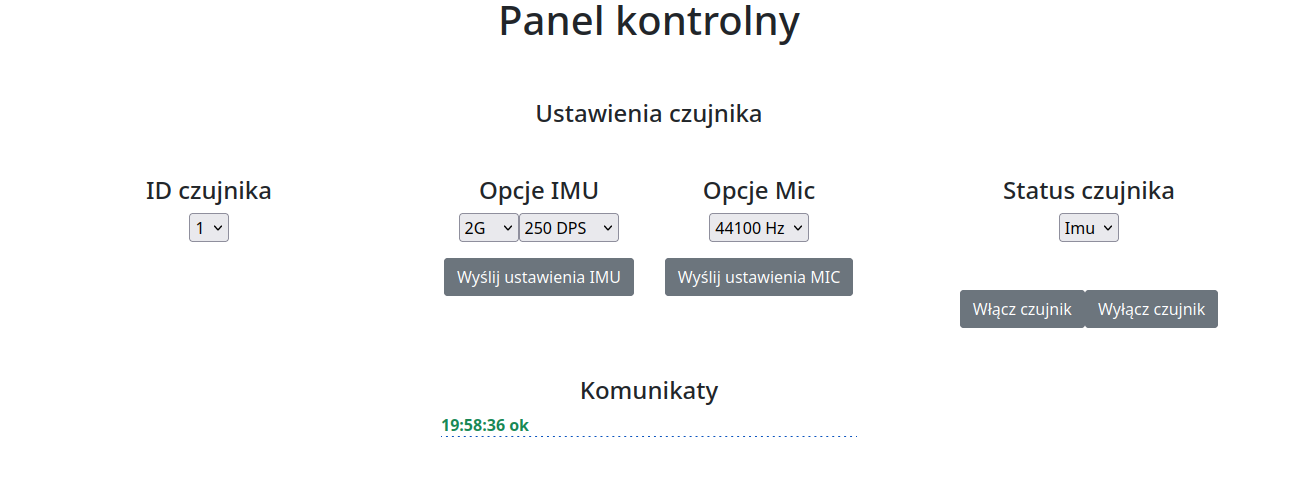 Panel kontrolny
Ustawienia czujnika
ID czujnika
1
Opcje IMU
2G
250 DPS
Wyślij ustawienia IMU
Opcje Mic
44100 Hz
Wyślij ustawienia MIC
Status czujnika
Imu
Włącz czujnik
Wyłącz czujnik
Komunikaty
19:58:36 ok